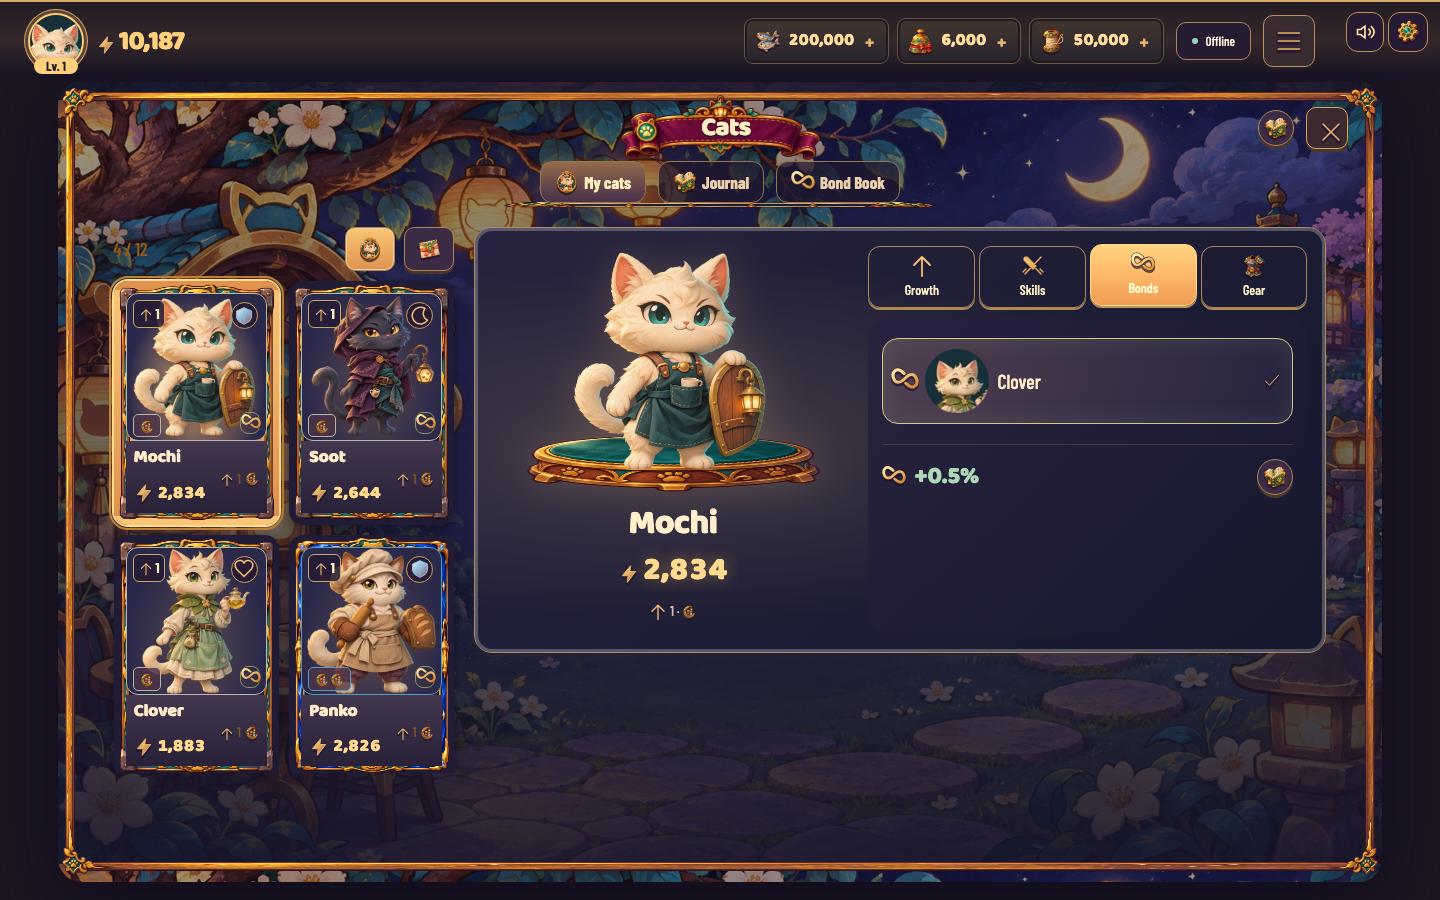 10,187
Lv. 1
200,000 +
6,000 +
50,000 +
Offline
Cats
My cats
Journal
Bond Book
4 / 12
1
Mochi
1
2,834
1
Soot
1
2,644
1
Clover
1
1,883
1
Panko
1
2,826
Mochi
2,834
1 ·
Growth
Skills
Bonds
Gear
Clover
+0.5%